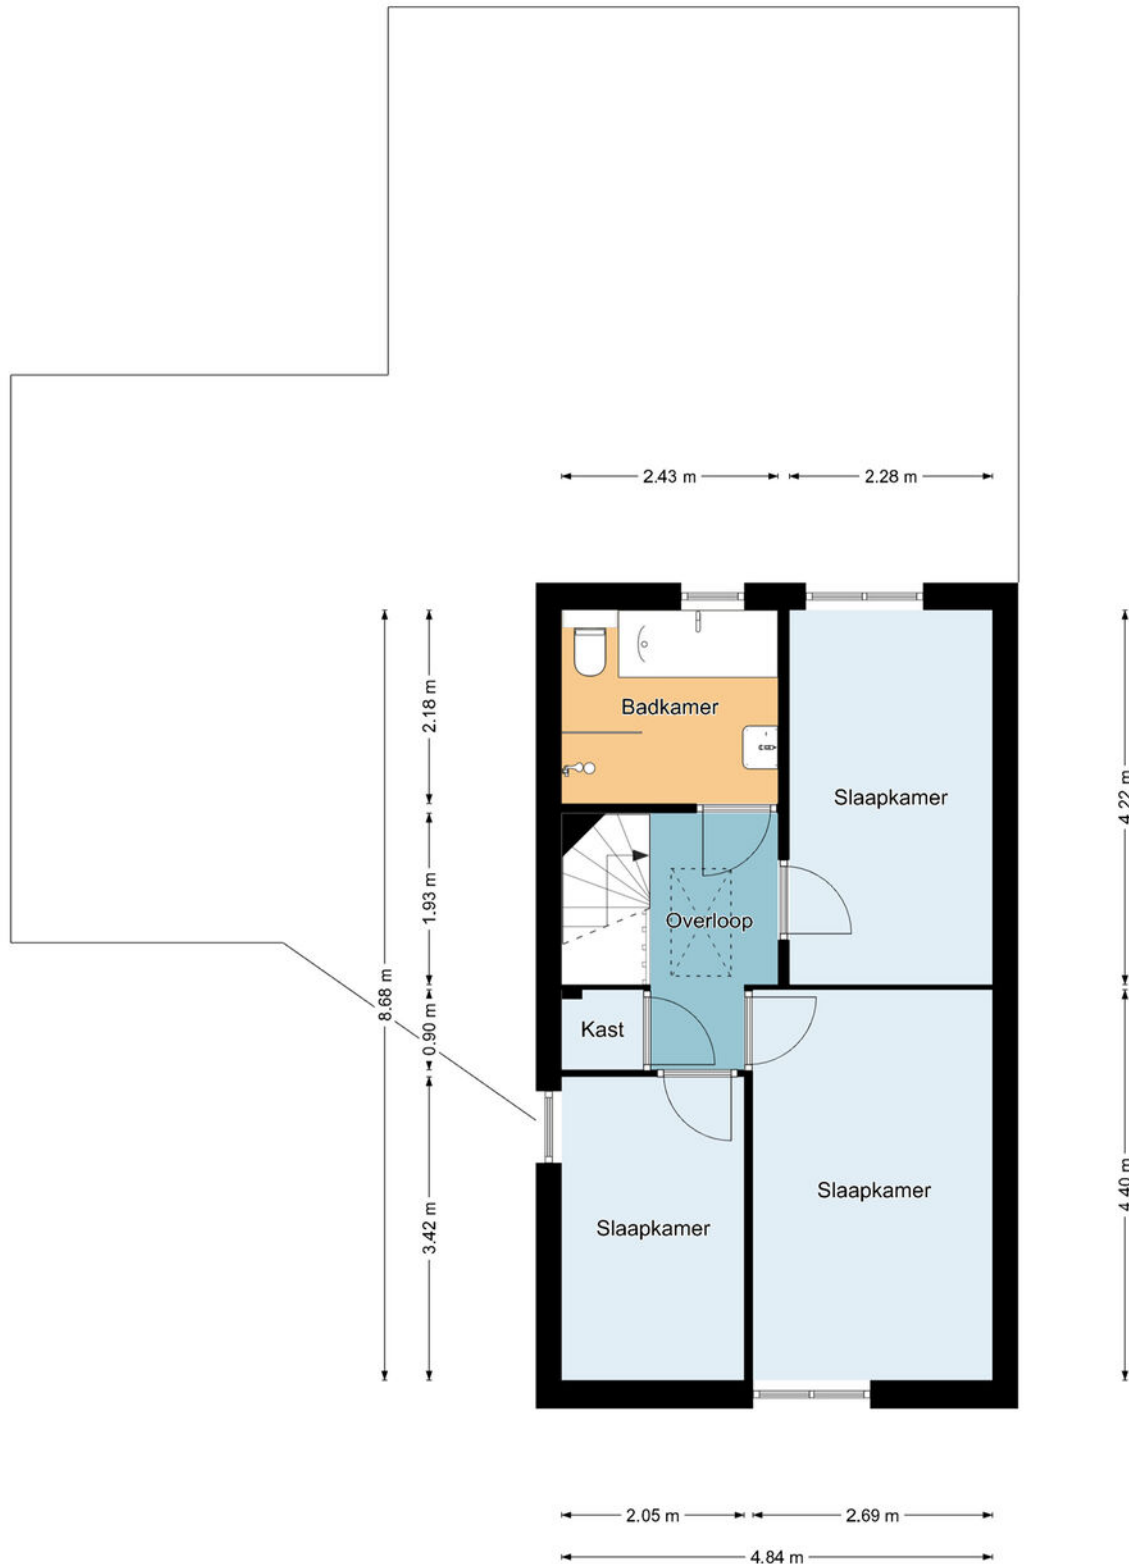 2.43 m
2.28 m
2.18 m
Badkamer
Slaapkamer
4.22 m
1.93 m
Overloop
8.68 m
0.90 m
Kast
Slaapkamer
4.40 m
3.42 m
Slaapkamer
2.05 m
2.69 m
4.84 m